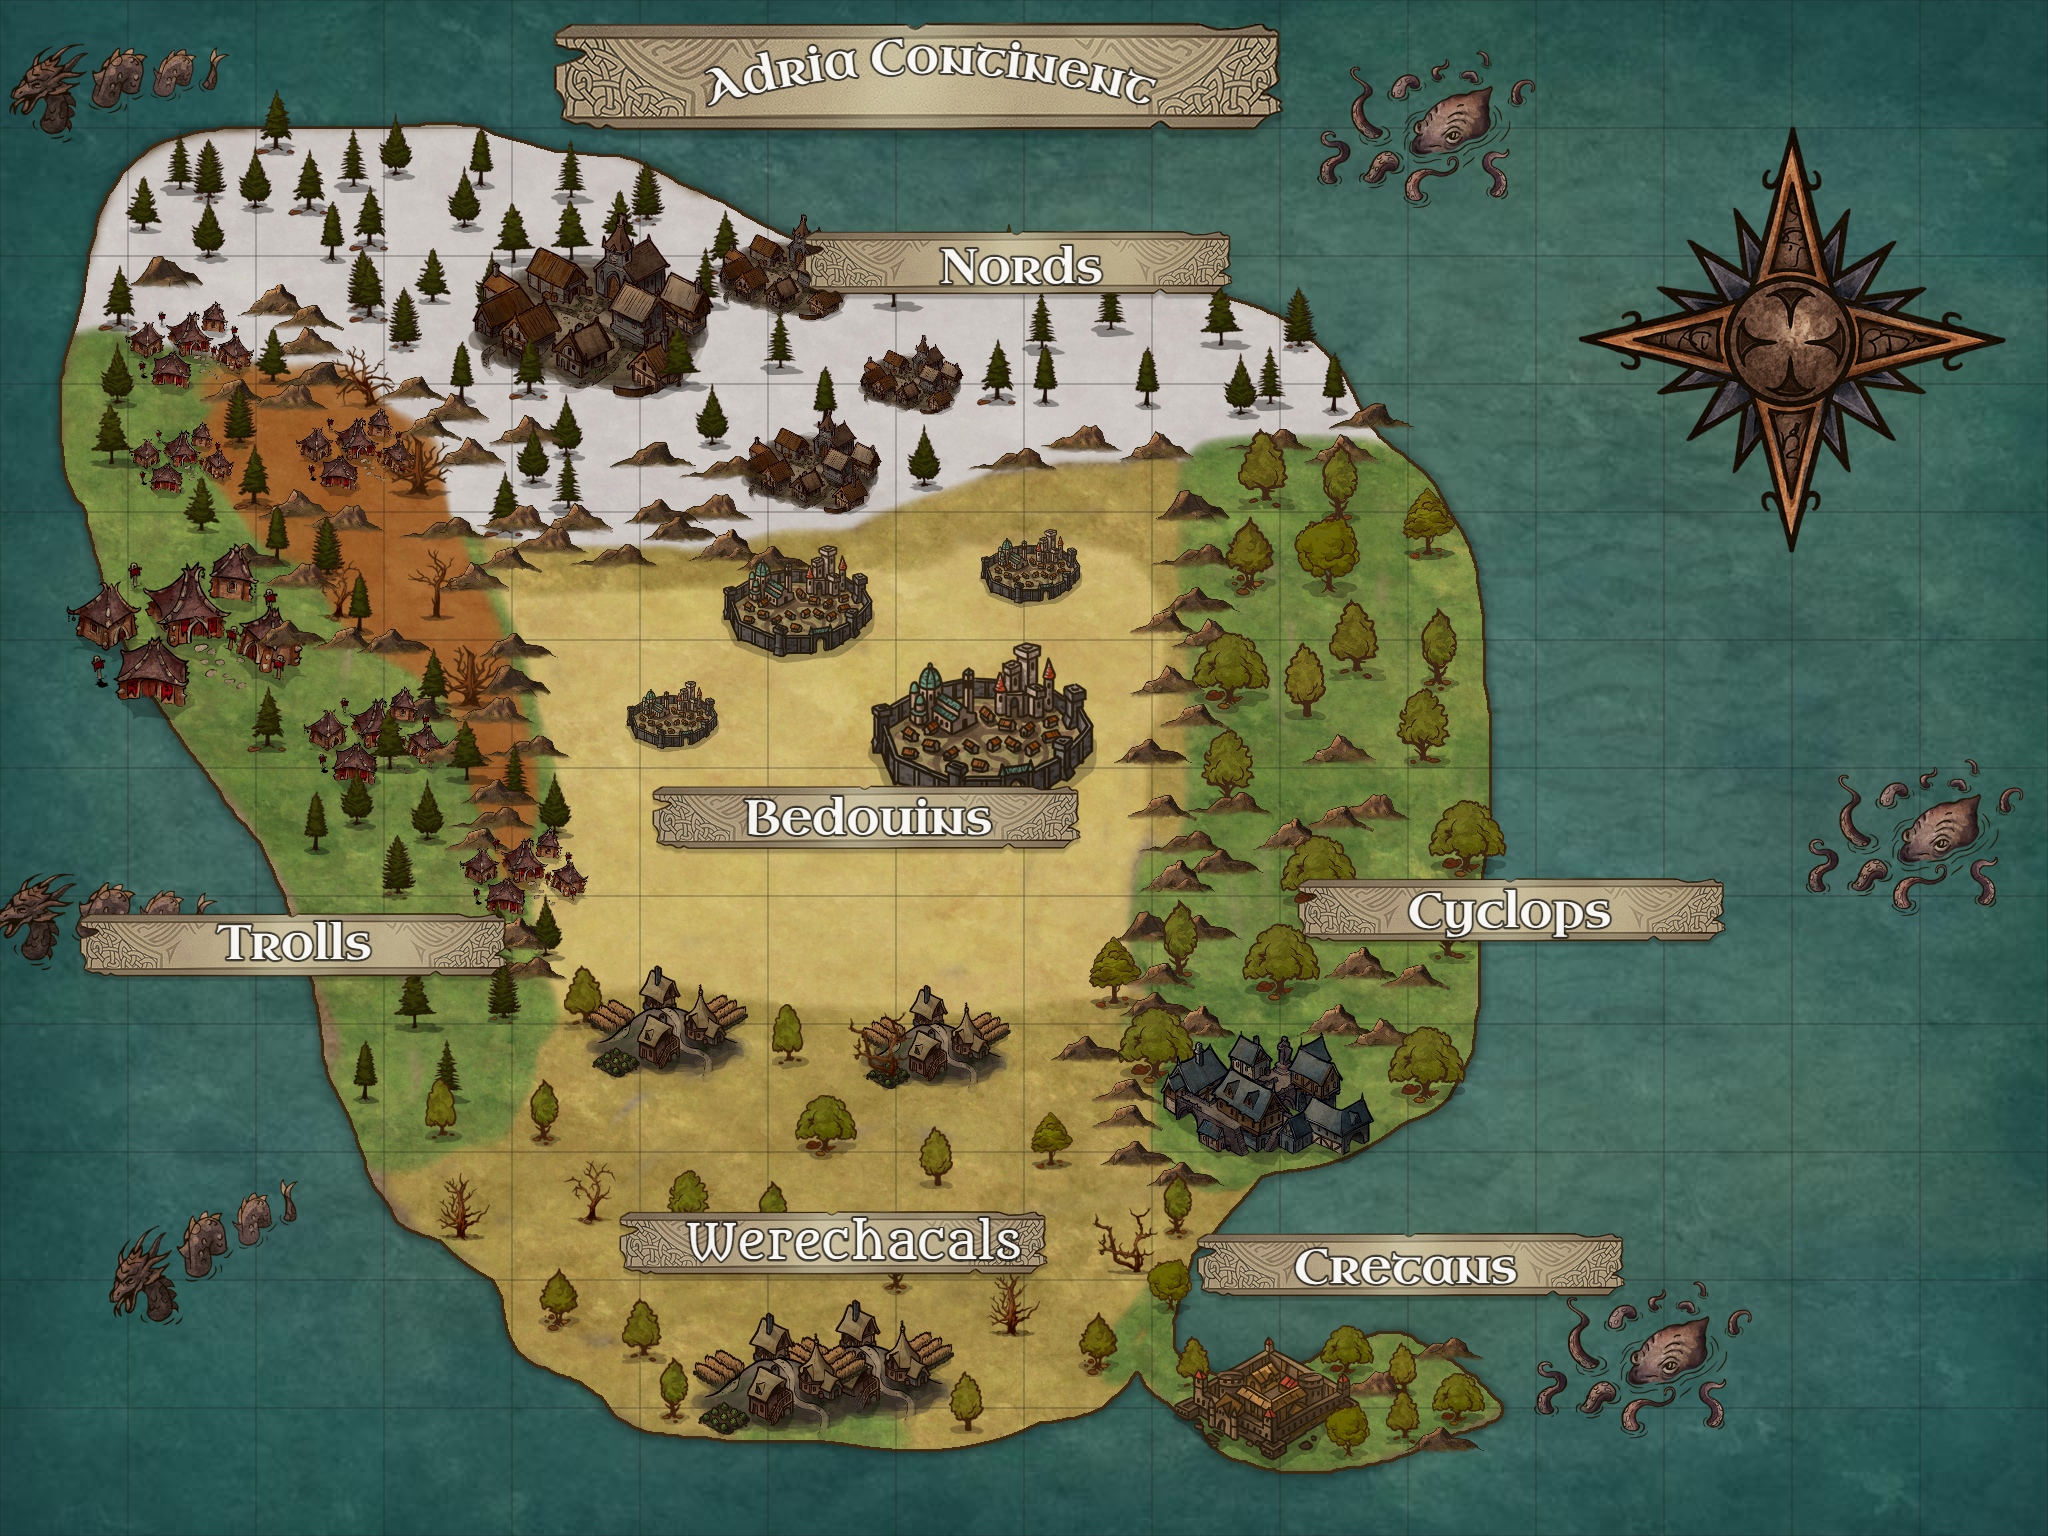 Adria Continent
Nords
Bedouins
Cyclops
Trolls
Werechacals
Cretans